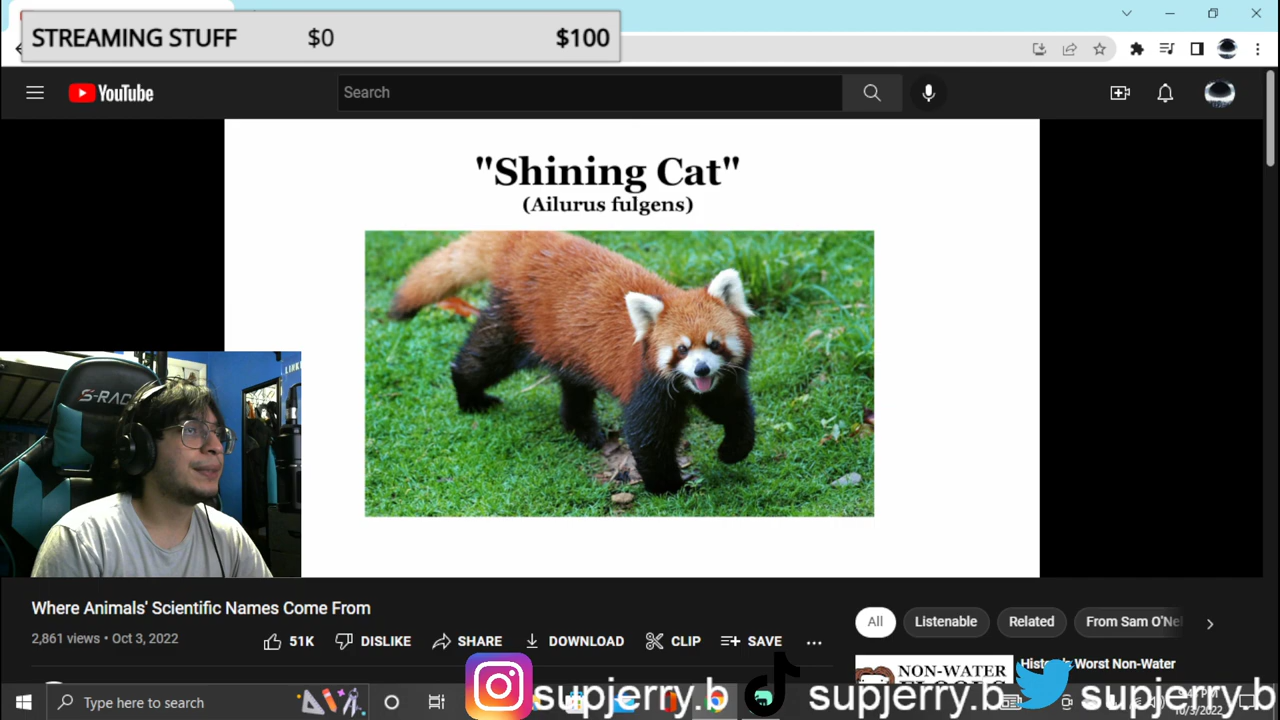 STREAMING STUFF $0 $100
YouTube
Search
"Shining Cat"
(Ailurus fulgens)
S-RAC
Where Animals' Scientific Names Come From
2,861 views • Oct 3, 2022
51K DISLIKE SHARE DOWNLOAD CLIP SAVE
All Listenable Related From Sam O'Ne
NON-WATER
Non-Water
Type here to search
supjerry.b supjerry.b supjerry.b
10/3/2022